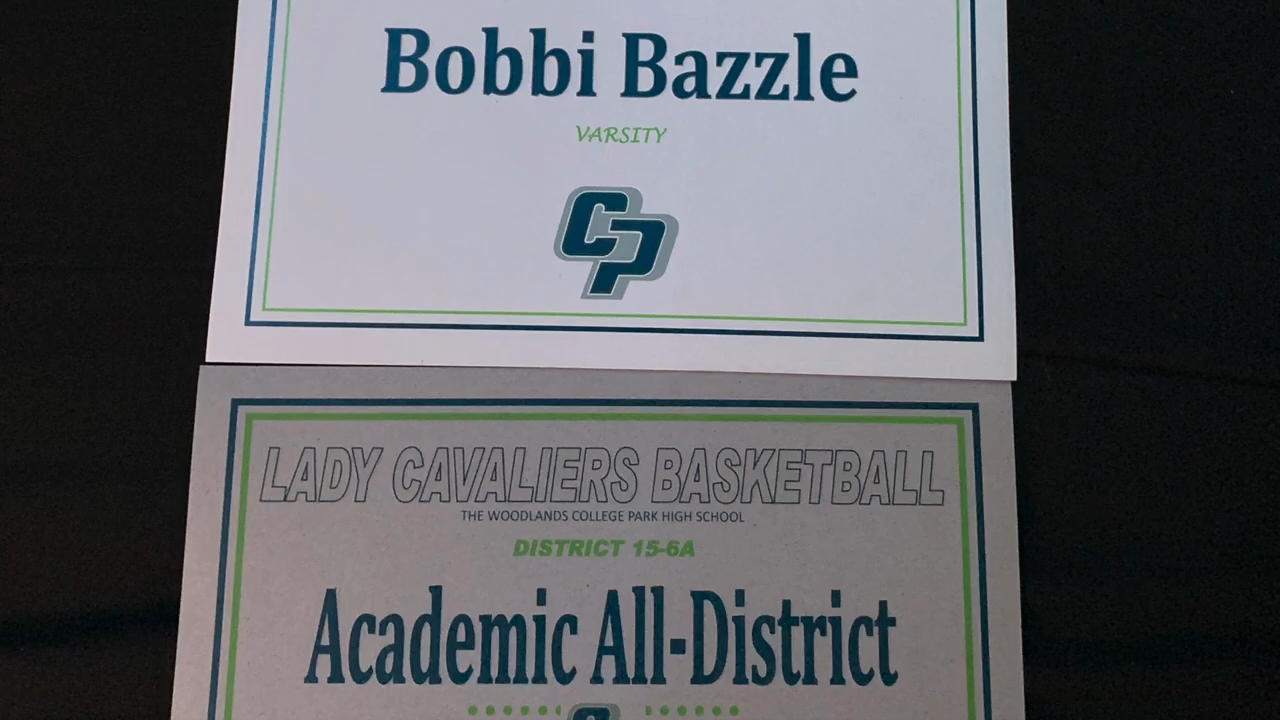 Bobbi Bazzle
VARSITY
CP
LADY CAVALIERS BASKETBALL
THE WOODLANDS COLLEGE PARK HIGH SCHOOL
DISTRICT 15-6A
Academic All-District